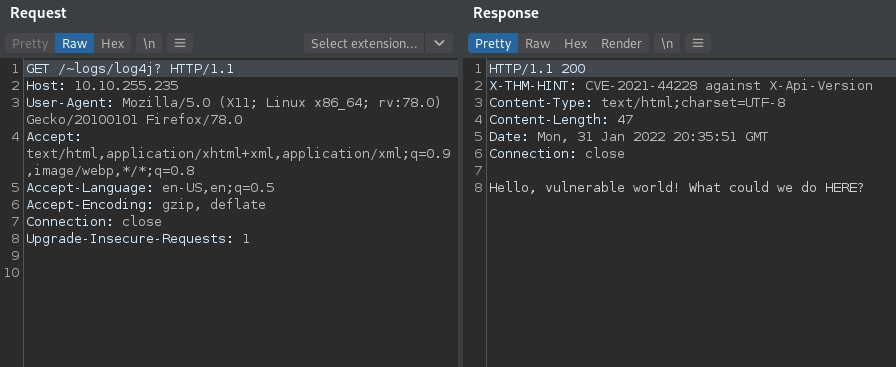 Request
Pretty Raw Hex \n Select extension...
1 GET /~logs/log4j? HTTP/1.1
2 Host: 10.10.255.235
3 User-Agent: Mozilla/5.0 (X11; Linux x86_64; rv:78.0)
Gecko/20100101 Firefox/78.0
4 Accept:
text/html,application/xhtml+xml,application/xml;q=0.9
,image/webp,*/*;q=0.8
5 Accept-Language: en-US,en;q=0.5
6 Accept-Encoding: gzip, deflate
7 Connection: close
8 Upgrade-Insecure-Requests: 1
9
10
Response
Pretty Raw Hex Render \n
1 HTTP/1.1 200
2 X-THM-HINT: CVE-2021-44228 against X-Api-Version
3 Content-Type: text/html;charset=UTF-8
4 Content-Length: 47
5 Date: Mon, 31 Jan 2022 20:35:51 GMT
6 Connection: close
7
8 Hello, vulnerable world! What could we do HERE?